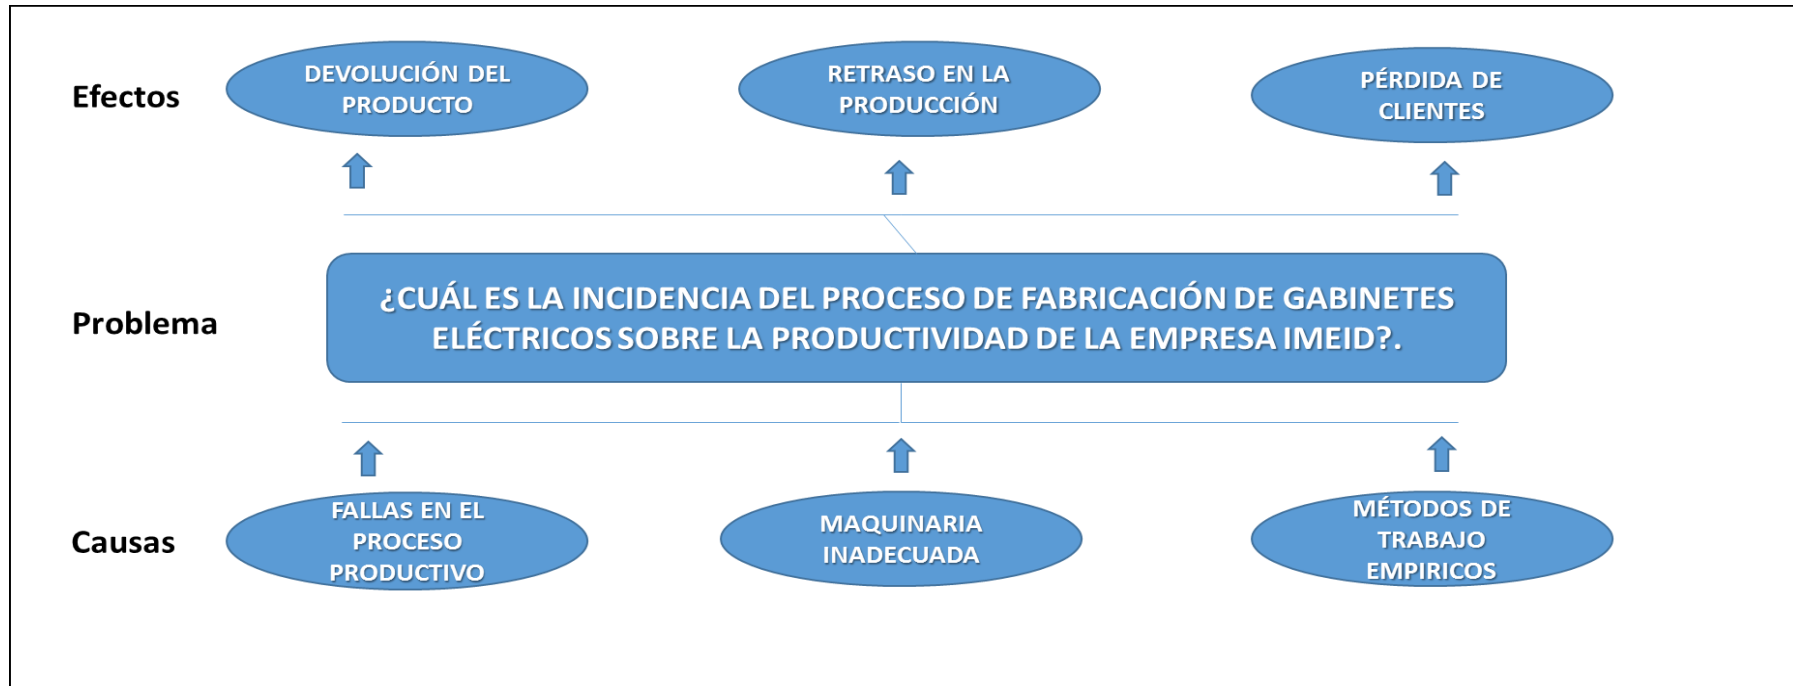 Efectos
DEVOLUCIÓN DEL
PRODUCTO
RETRASO EN LA
PRODUCCIÓN
PÉRDIDA DE
CLIENTES
Problema
¿CUÁL ES LA INCIDENCIA DEL PROCESO DE FABRICACIÓN DE GABINETES
ELÉCTRICOS SOBRE LA PRODUCTIVIDAD DE LA EMPRESA IMEID?.
Causas
FALLAS EN EL
PROCESO
PRODUCTIVO
MAQUINARIA
INADECUADA
MÉTODOS DE
TRABAJO
EMPIRICOS